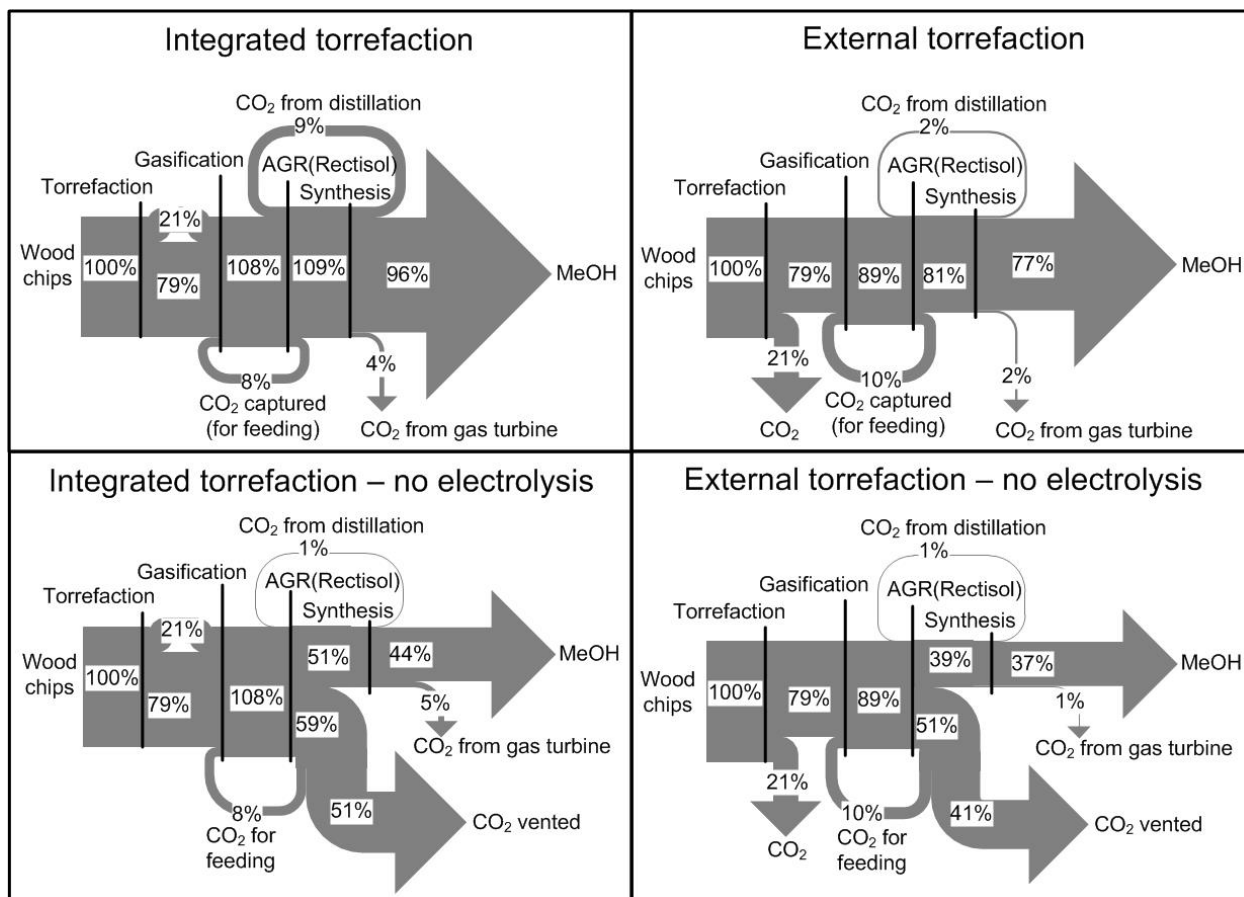 Integrated torrefaction
CO₂ from distillation
9%
Gasification
AGR(Rectisol)
Torrefaction
Synthesis
21%
Wood
chips
100%
79%
108%
109%
96%
MeOH
8%
CO₂ captured
(for feeding)
4%
CO₂ from gas turbine
External torrefaction
CO₂ from distillation
2%
Gasification
AGR(Rectisol)
Torrefaction
Synthesis
Wood
chips
100%
79%
89%
81%
77%
MeOH
21%
CO₂
10%
CO₂ captured
(for feeding)
2%
CO₂ from gas turbine
Integrated torrefaction – no electrolysis
CO₂ from distillation
1%
Gasification
AGR(Rectisol)
Torrefaction
Synthesis
21%
Wood
chips
100%
79%
108%
51%
44%
MeOH
59%
5%
CO₂ from gas turbine
8%
CO₂ for
feeding
51%
CO₂ vented
External torrefaction – no electrolysis
CO₂ from distillation
1%
Gasification
AGR(Rectisol)
Torrefaction
Synthesis
Wood
chips
100%
79%
89%
39%
37%
MeOH
51%
1%
CO₂ from gas turbine
21%
CO₂
10%
CO₂ for
feeding
41%
CO₂ vented